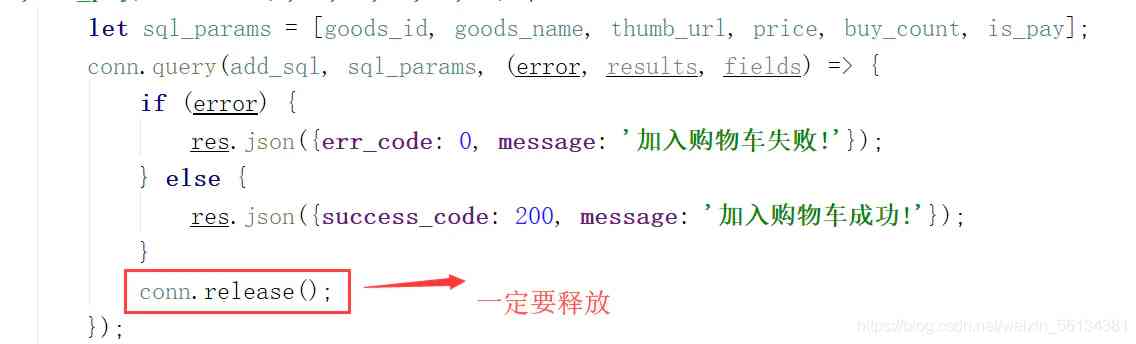 let sql_params = [goods_id, goods_name, thumb_url, price, buy_count, is_pay];
conn.query(add_sql, sql_params, (error, results, fields) => {
if (error) {
res.json({err_code: 0, message: '加入购物车失败!'});
} else {
res.json({success_code: 200, message: '加入购物车成功!'});
}
conn.release();
一定要释放
});
https://blog.csdn.net/weixin_56134381